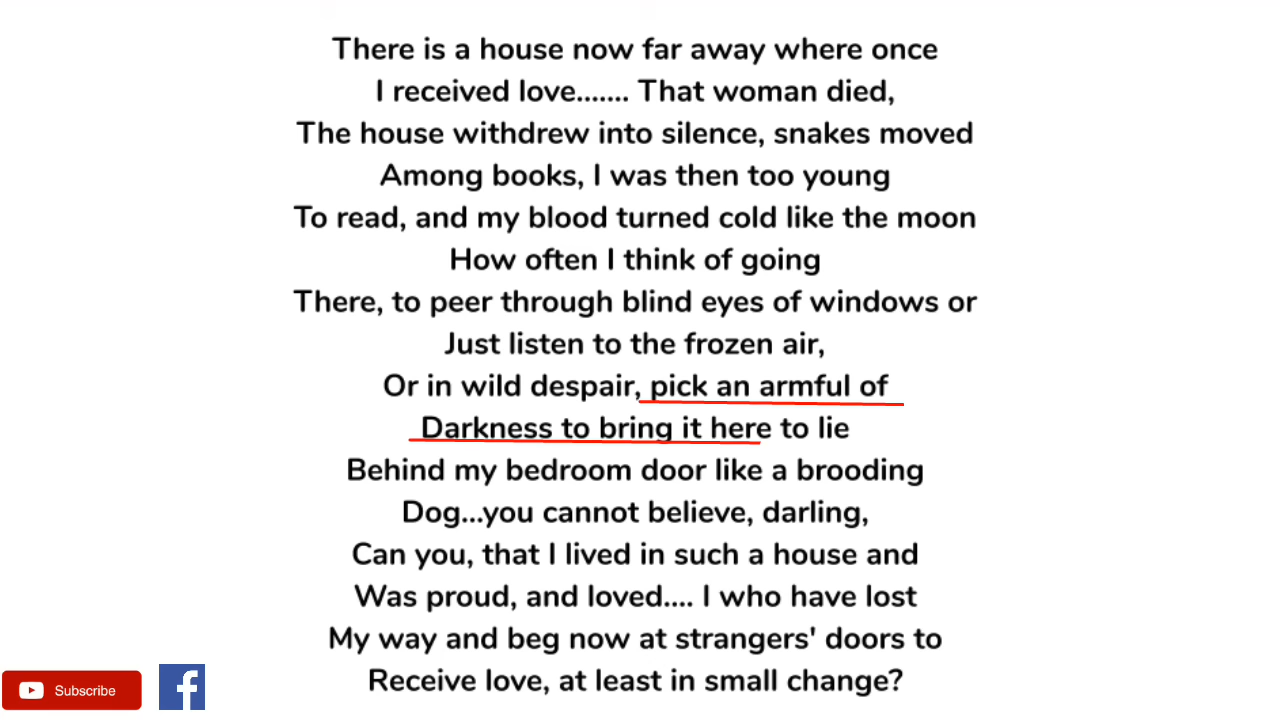 There is a house now far away where once
I received love....... That woman died,
The house withdrew into silence, snakes moved
Among books, I was then too young
To read, and my blood turned cold like the moon
How often I think of going
There, to peer through blind eyes of windows or
Just listen to the frozen air,
Or in wild despair, pick an armful of
Darkness to bring it here to lie
Behind my bedroom door like a brooding
Dog...you cannot believe, darling,
Can you, that I lived in such a house and
Was proud, and loved.... I who have lost
My way and beg now at strangers' doors to
Receive love, at least in small change?
Subscribe